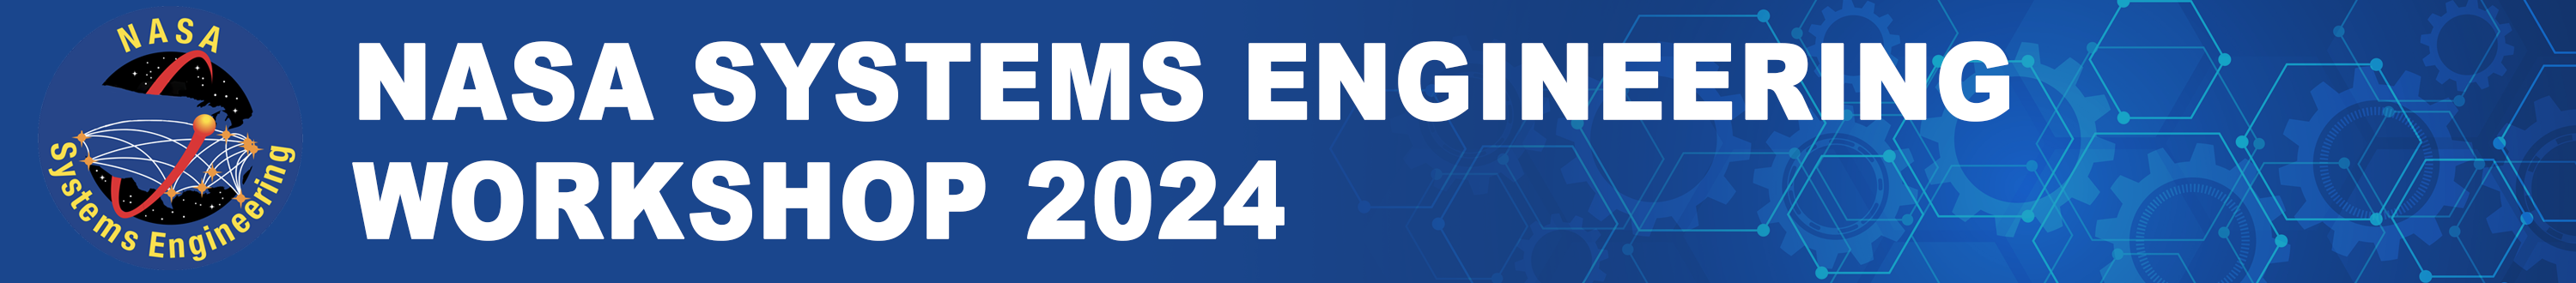 NASA
Systems Engineering
NASA SYSTEMS ENGINEERING
WORKSHOP 2024